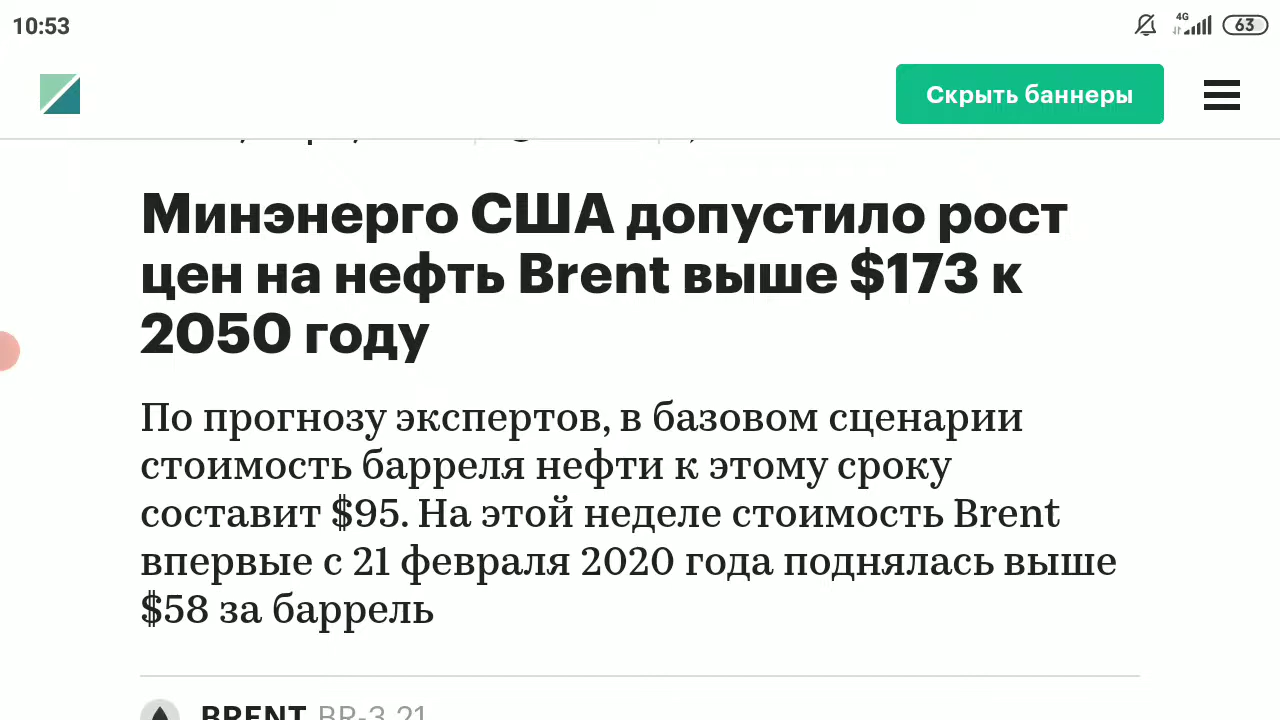 10:53
4G
63
Скрыть баннеры
Минэнерго США допустило рост
цен на нефть Brent выше $173 к
2050 году
По прогнозу экспертов, в базовом сценарии
стоимость барреля нефти к этому сроку
составит $95. На этой неделе стоимость Brent
впервые с 21 февраля 2020 года поднялась выше
$58 за баррель
BRENT BR-3.21